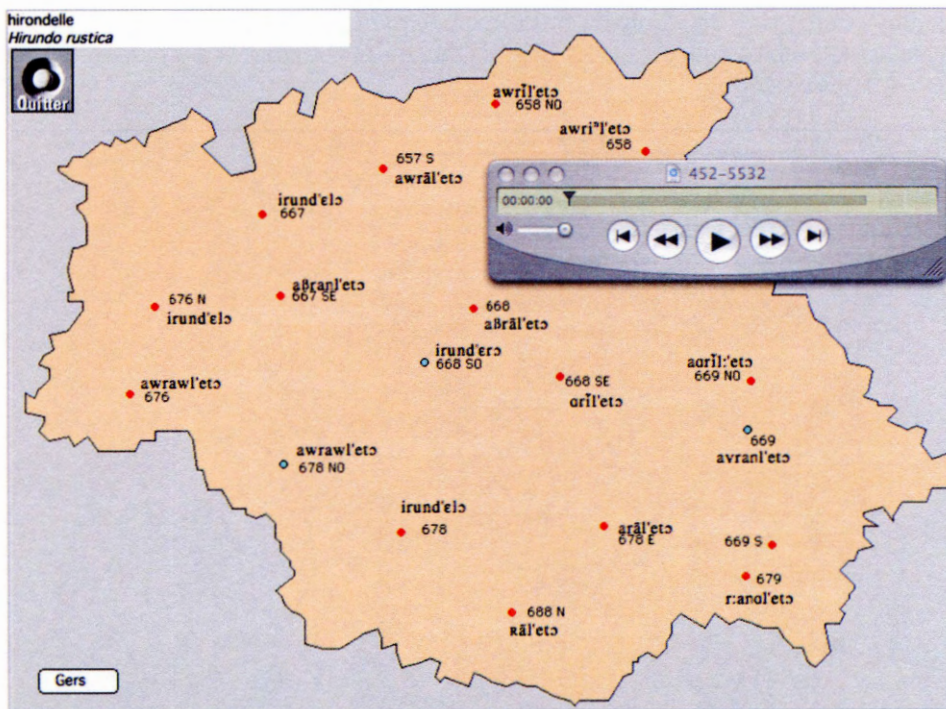 hirondelle
Hirundo rustica
Quitter
awrĩl'etɔ
658 NO
awriⁿl'etɔ
658
657 S
awrãl'etɔ
452-5532
00:00:00
irund'ɛlɔ
667
aβranl'etɔ
667 SE
676 N
irund'ɛlɔ
668
aβrãl'etɔ
irund'ɛrɔ
668 SO
awrawl'etɔ
676
668 SE
ɑrĩl'etɔ
aɑrĩl:'etɔ
669 NO
669
avranl'etɔ
awrawl'etɔ
678 NO
irund'ɛlɔ
678
arãl'etɔ
678 E
669 S
679
r:anɑl'etɔ
688 N
ʀãl'etɔ
Gers